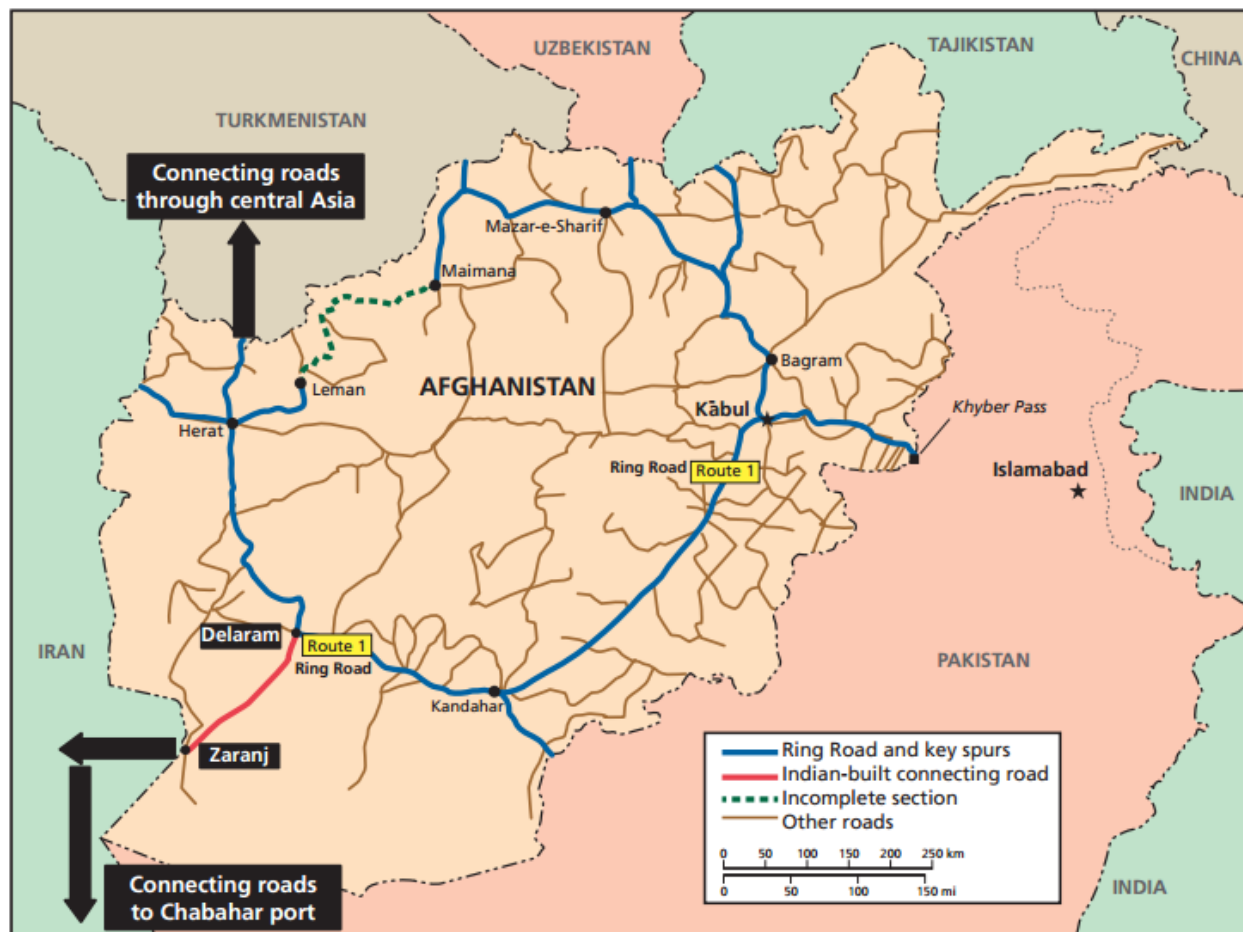 UZBEKISTAN
TAJIKISTAN
CHINA
TURKMENISTAN
Connecting roads
through central Asia
Mazar-e-Sharif
Maimana
Leman
AFGHANISTAN
Bagram
Herat
Kābul
Khyber Pass
Ring Road Route 1
Islamabad
INDIA
IRAN
Delaram
Route 1
Ring Road
PAKISTAN
Kandahar
Zaranj
Ring Road and key spurs
Indian-built connecting road
Incomplete section
Other roads
0 50 100 150 200 250 km
0 50 100 150 mi
Connecting roads
to Chabahar port
INDIA